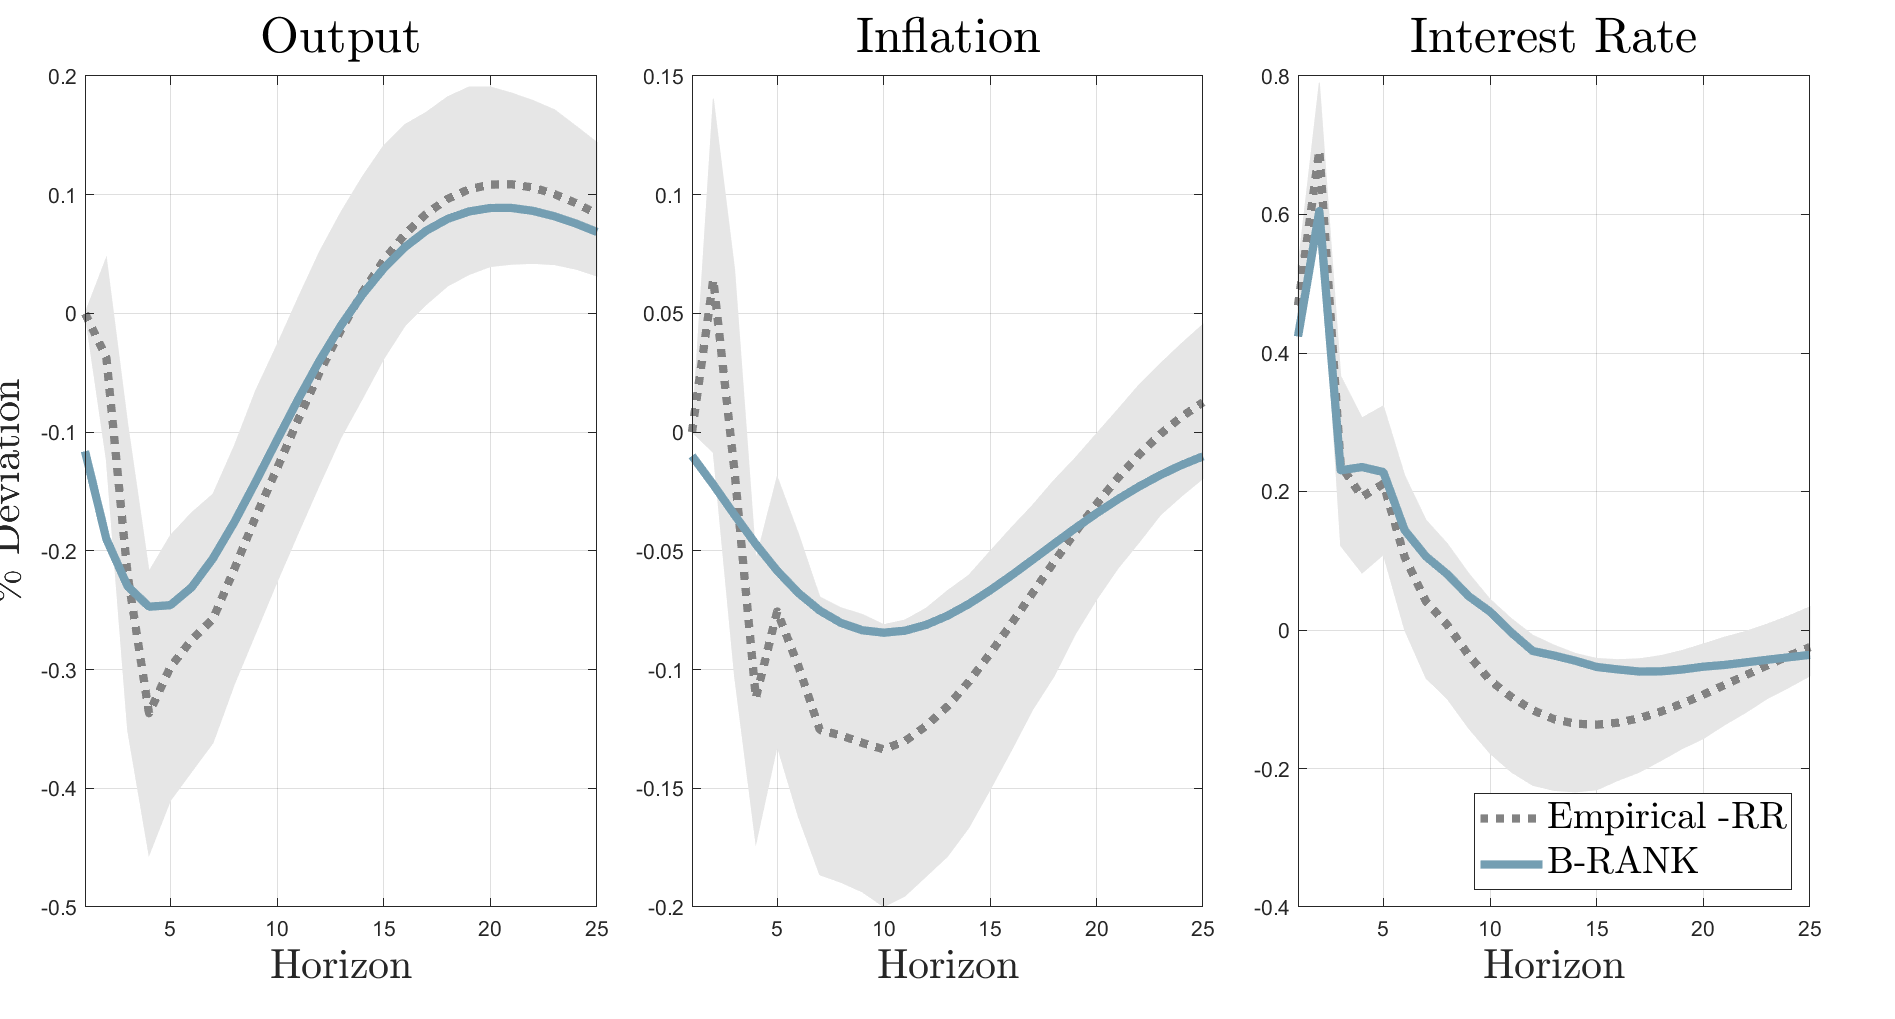 Output
Inflation
Interest Rate
% Deviation
0.2
0.1
0
-0.1
-0.2
-0.3
-0.4
-0.5
5 10 15 20 25
Horizon
0.15
0.1
0.05
0
-0.05
-0.1
-0.15
-0.2
5 10 15 20 25
Horizon
0.8
0.6
0.4
0.2
0
-0.2
-0.4
5 10 15 20 25
Horizon
Empirical -RR
B-RANK